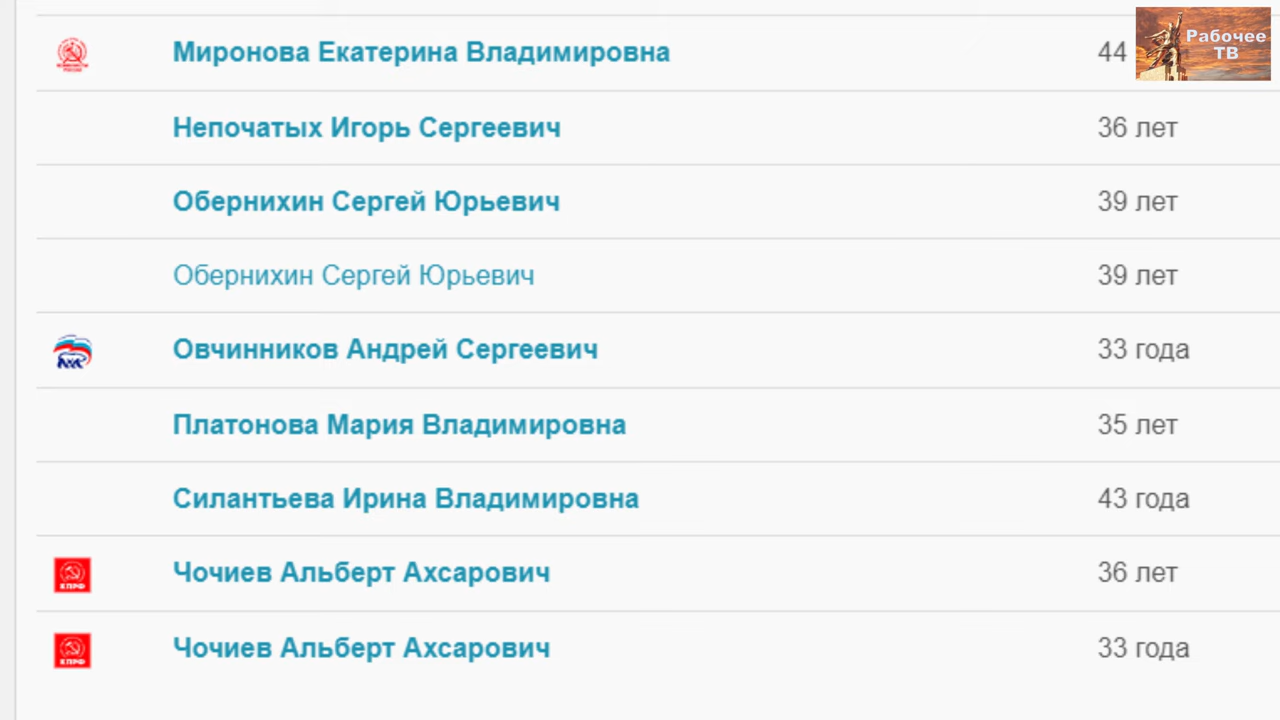 Миронова Екатерина Владимировна 44
Рабочее
ТВ
Непочатых Игорь Сергеевич 36 лет
Обернихин Сергей Юрьевич 39 лет
Обернихин Сергей Юрьевич 39 лет
Овчинников Андрей Сергеевич 33 года
Платонова Мария Владимировна 35 лет
Силантьева Ирина Владимировна 43 года
КПРФ Чочиев Альберт Ахсарович 36 лет
КПРФ Чочиев Альберт Ахсарович 33 года